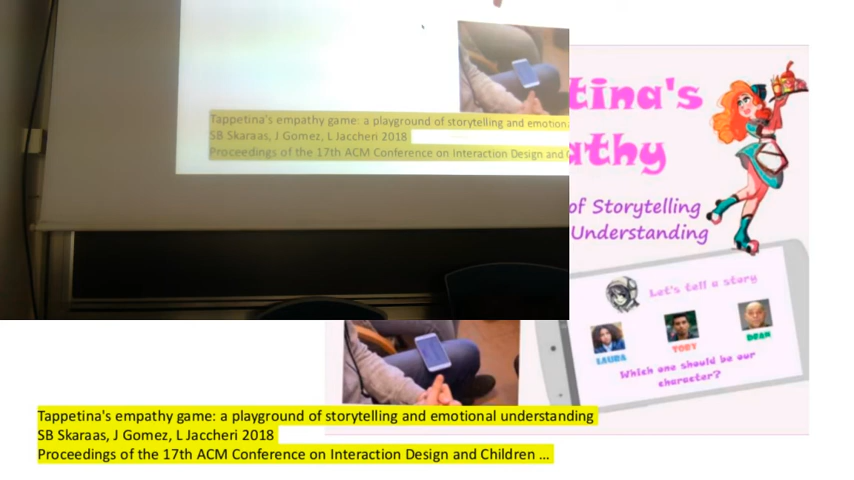 Tappetina's empathy game: a playground of storytelling and emotion
SB Skaraas, J Gomez, L Jaccheri 2018
Proceedings of the 17th ACM Conference on Interaction Design and
tina's
athy
of Storytelling
Understanding
Let's tell a story
LAURA
TOBY
DEAN
Which one should be our
character?
Tappetina's empathy game: a playground of storytelling and emotional understanding
SB Skaraas, J Gomez, L Jaccheri 2018
Proceedings of the 17th ACM Conference on Interaction Design and Children ...